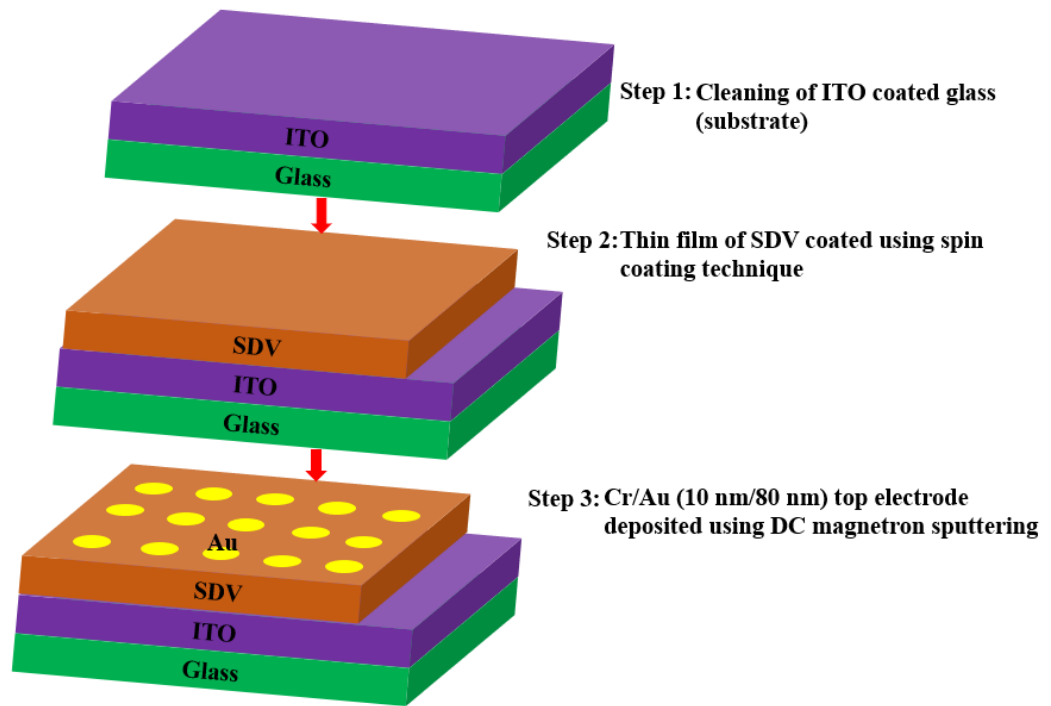 Step 1: Cleaning of ITO coated glass
(substrate)
ITO
Glass
Step 2: Thin film of SDV coated using spin
coating technique
SDV
ITO
Glass
Step 3: Cr/Au (10 nm/80 nm) top electrode
deposited using DC magnetron sputtering
Au
SDV
ITO
Glass